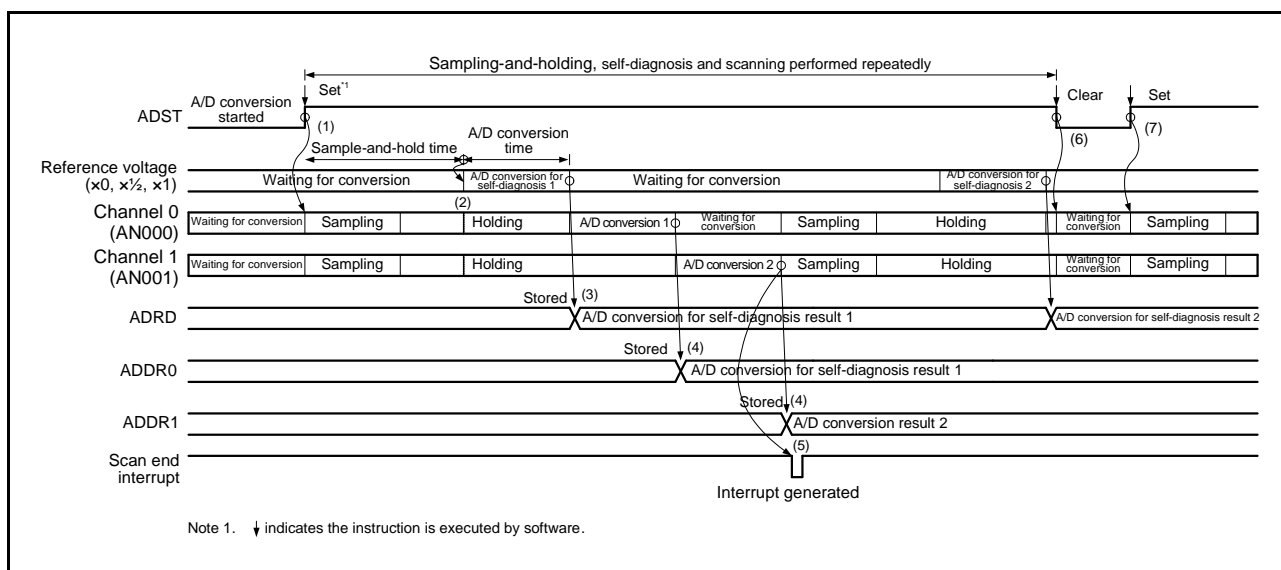 Sampling-and-holding, self-diagnosis and scanning performed repeatedly
A/D conversion started
Set*1
Clear
Set
ADST
(1)
(6)
(7)
Sample-and-hold time
A/D conversion time
Reference voltage
(×0, ×½, ×1)
Waiting for conversion
A/D conversion for self-diagnosis 1
Waiting for conversion
A/D conversion for self-diagnosis 2
(2)
Channel 0
(AN000)
Waiting for conversion
Sampling
Holding
A/D conversion 1
Waiting for conversion
Sampling
Holding
Waiting for conversion
Sampling
Channel 1
(AN001)
Waiting for conversion
Sampling
Holding
A/D conversion 2
Sampling
Holding
Waiting for conversion
Sampling
Stored
(3)
ADRD
A/D conversion for self-diagnosis result 1
A/D conversion for self-diagnosis result 2
Stored
(4)
ADDR0
A/D conversion for self-diagnosis result 1
Stored
(4)
ADDR1
A/D conversion result 2
Scan end
interrupt
(5)
Interrupt generated
Note 1. ↓ indicates the instruction is executed by software.